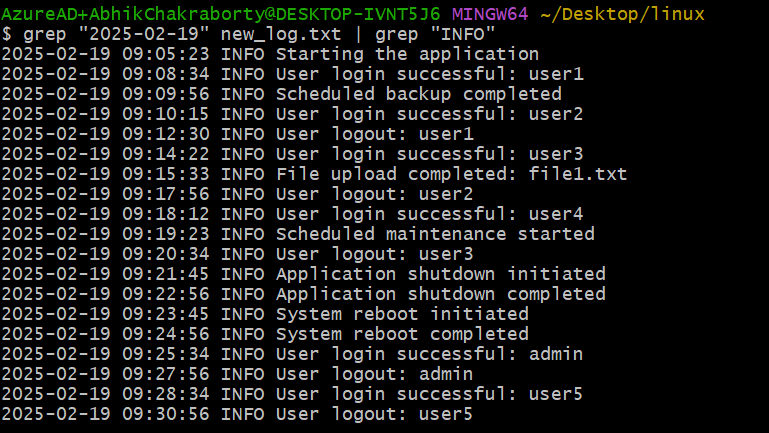 AzureAD+AbhikChakraborty@DESKTOP-IVNT5J6 MINGW64 ~/Desktop/linux
$ grep "2025-02-19" new_log.txt | grep "INFO"
2025-02-19 09:05:23 INFO Starting the application
2025-02-19 09:08:34 INFO User login successful: user1
2025-02-19 09:09:56 INFO Scheduled backup completed
2025-02-19 09:10:15 INFO User login successful: user2
2025-02-19 09:12:30 INFO User logout: user1
2025-02-19 09:14:22 INFO User login successful: user3
2025-02-19 09:15:33 INFO File upload completed: file1.txt
2025-02-19 09:17:56 INFO User logout: user2
2025-02-19 09:18:12 INFO User login successful: user4
2025-02-19 09:19:23 INFO Scheduled maintenance started
2025-02-19 09:20:34 INFO User logout: user3
2025-02-19 09:21:45 INFO Application shutdown initiated
2025-02-19 09:22:56 INFO Application shutdown completed
2025-02-19 09:23:45 INFO System reboot initiated
2025-02-19 09:24:56 INFO System reboot completed
2025-02-19 09:25:34 INFO User login successful: admin
2025-02-19 09:27:56 INFO User logout: admin
2025-02-19 09:28:34 INFO User login successful: user5
2025-02-19 09:30:56 INFO User logout: user5